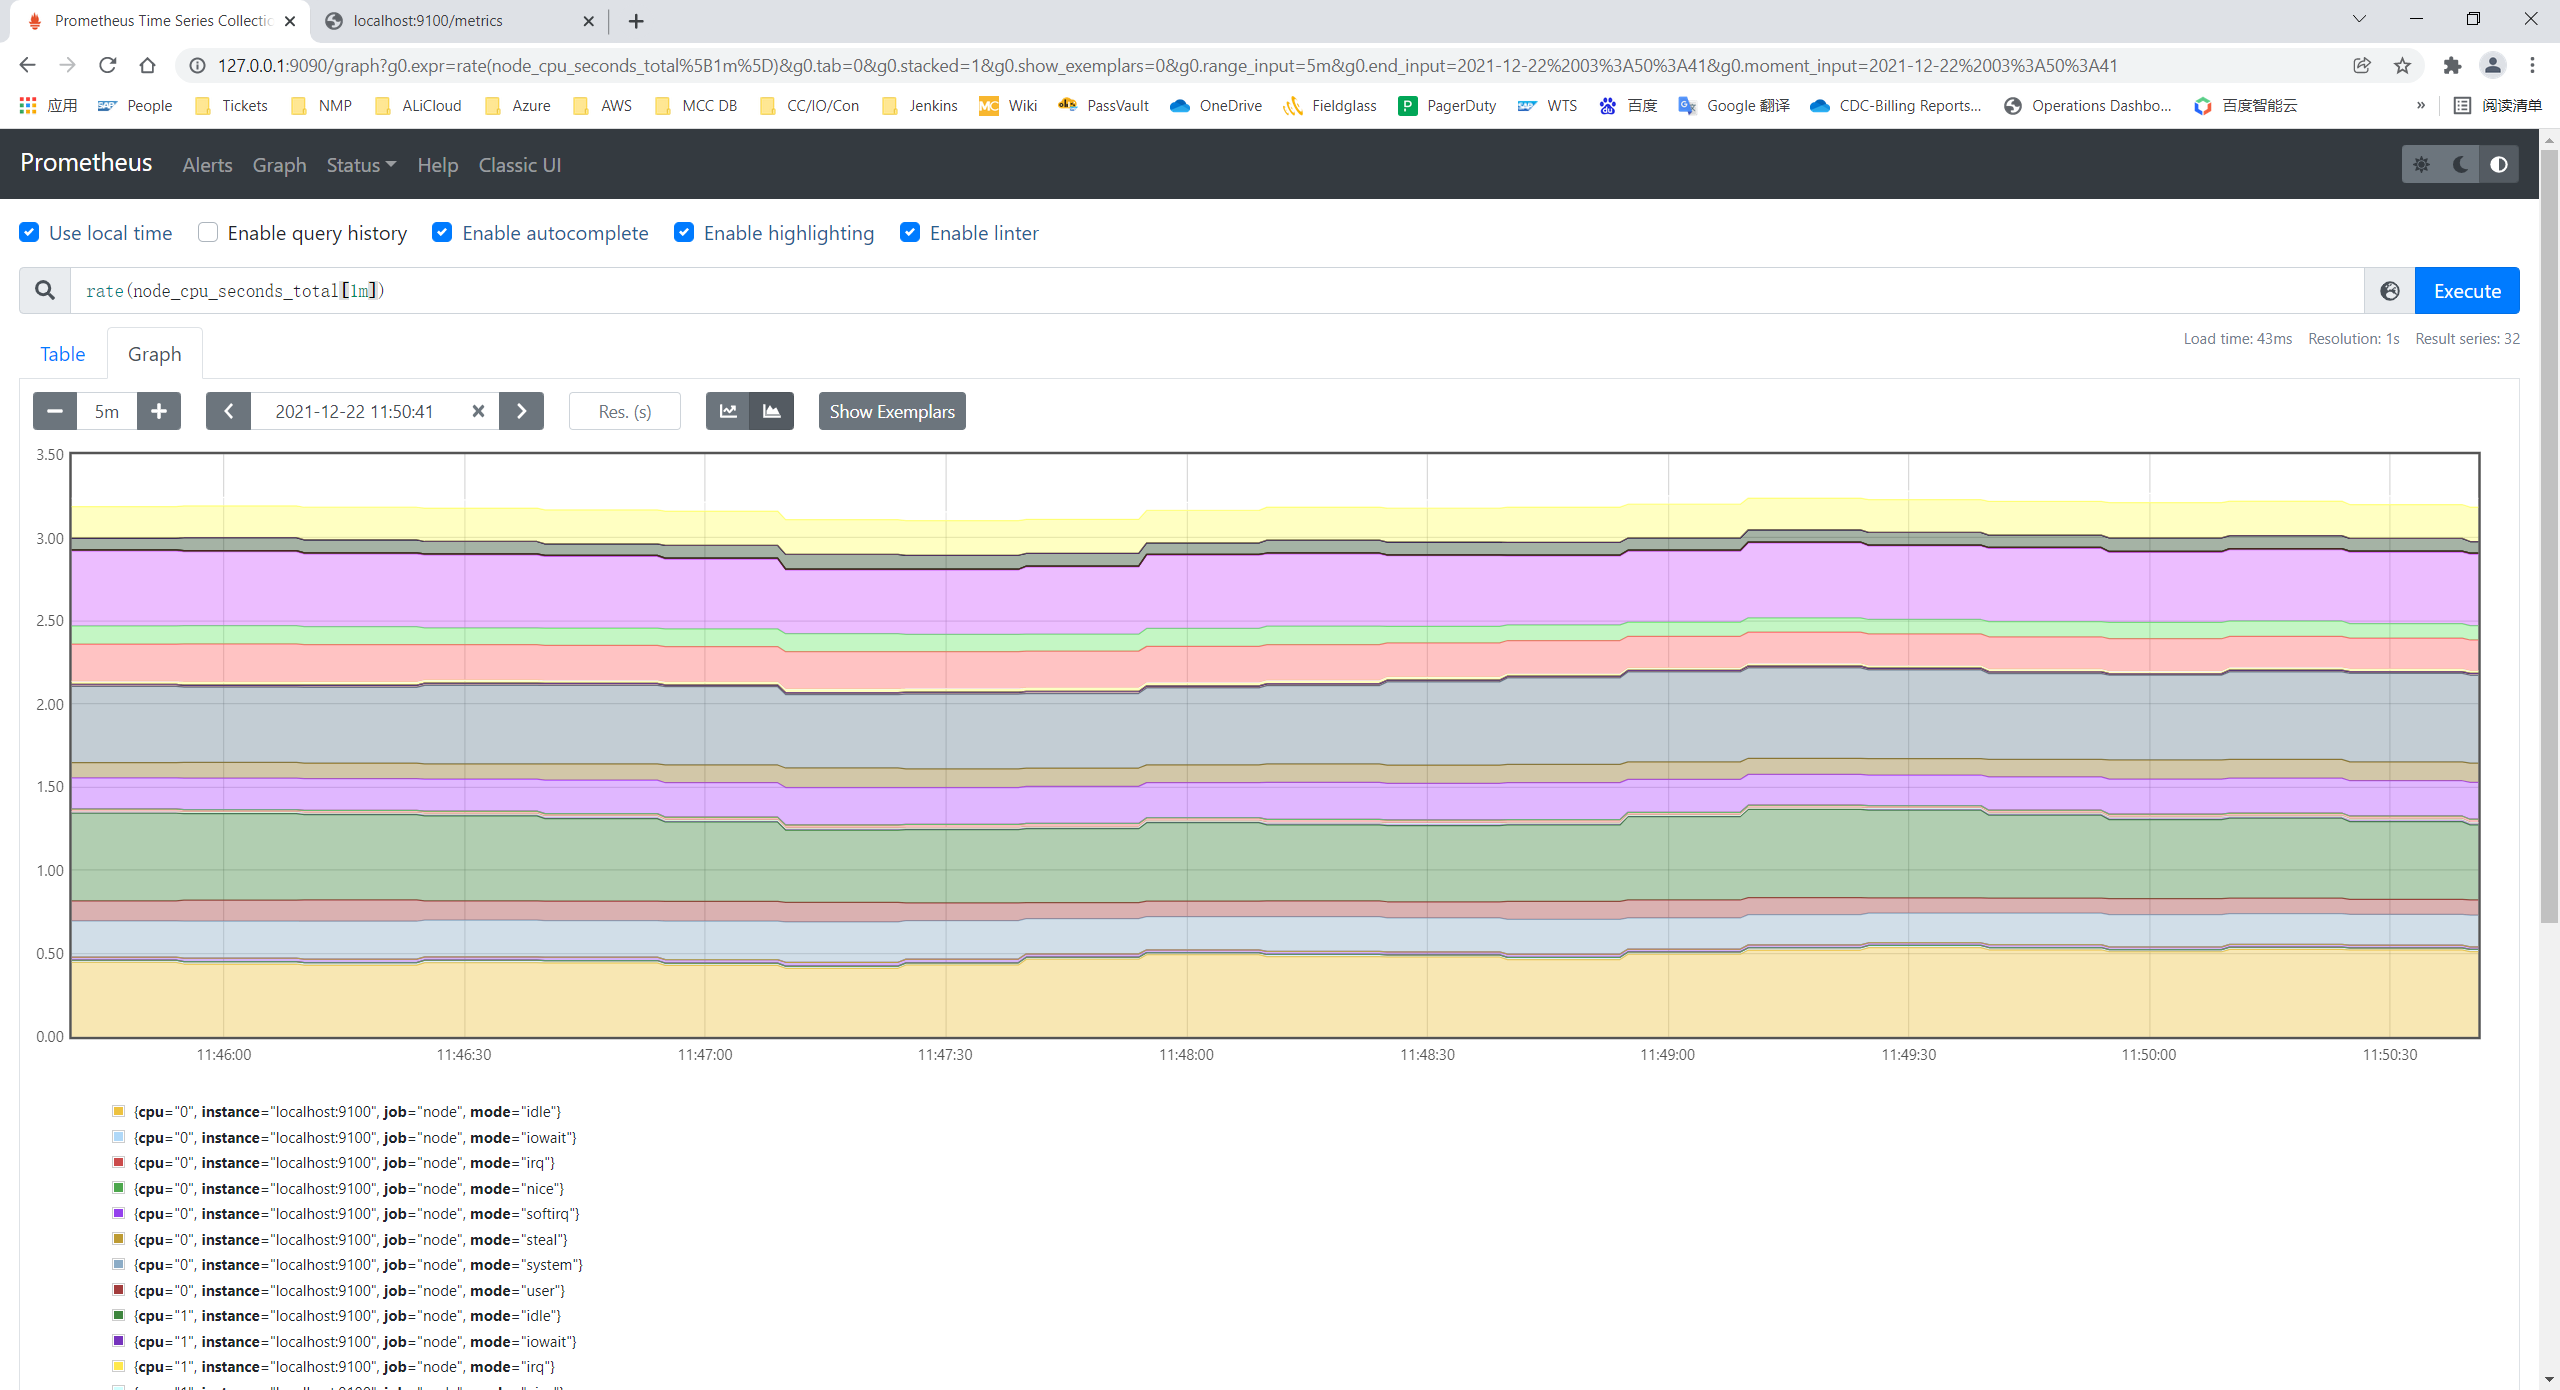 Prometheus Time Series Collectic
localhost:9100/metrics
127.0.0.1:9090/graph?g0.expr=rate(node_cpu_seconds_total%5B1m%5D)&g0.tab=0&g0.stacked=1&g0.show_exemplars=0&g0.range_input=5m&g0.end_input=2021-12-22%2003%3A50%3A41&g0.moment_input=2021-12-22%2003%3A50%3A41
应用 People Tickets NMP ALiCloud Azure AWS MCC DB CC/IO/Con Jenkins MC Wiki PassVault OneDrive Fieldglass P PagerDuty WTS 百度 Google 翻译 CDC-Billing Reports... Operations Dashbo... 百度智能云 » 阅读清单
Prometheus Alerts Graph Status Help Classic UI
Use local time Enable query history Enable autocomplete Enable highlighting Enable linter
rate(node_cpu_seconds_total[1m])
Execute
Table Graph
Load time: 43ms Resolution: 1s Result series: 32
5m 2021-12-22 11:50:41 Res. (s) Show Exemplars
3.50
3.00
2.50
2.00
1.50
1.00
0.50
0.00
11:46:00 11:46:30 11:47:00 11:47:30 11:48:00 11:48:30 11:49:00 11:49:30 11:50:00 11:50:30
{cpu="0", instance="localhost:9100", job="node", mode="idle"}
{cpu="0", instance="localhost:9100", job="node", mode="iowait"}
{cpu="0", instance="localhost:9100", job="node", mode="irq"}
{cpu="0", instance="localhost:9100", job="node", mode="nice"}
{cpu="0", instance="localhost:9100", job="node", mode="softirq"}
{cpu="0", instance="localhost:9100", job="node", mode="steal"}
{cpu="0", instance="localhost:9100", job="node", mode="system"}
{cpu="0", instance="localhost:9100", job="node", mode="user"}
{cpu="1", instance="localhost:9100", job="node", mode="idle"}
{cpu="1", instance="localhost:9100", job="node", mode="iowait"}
{cpu="1", instance="localhost:9100", job="node", mode="irq"}